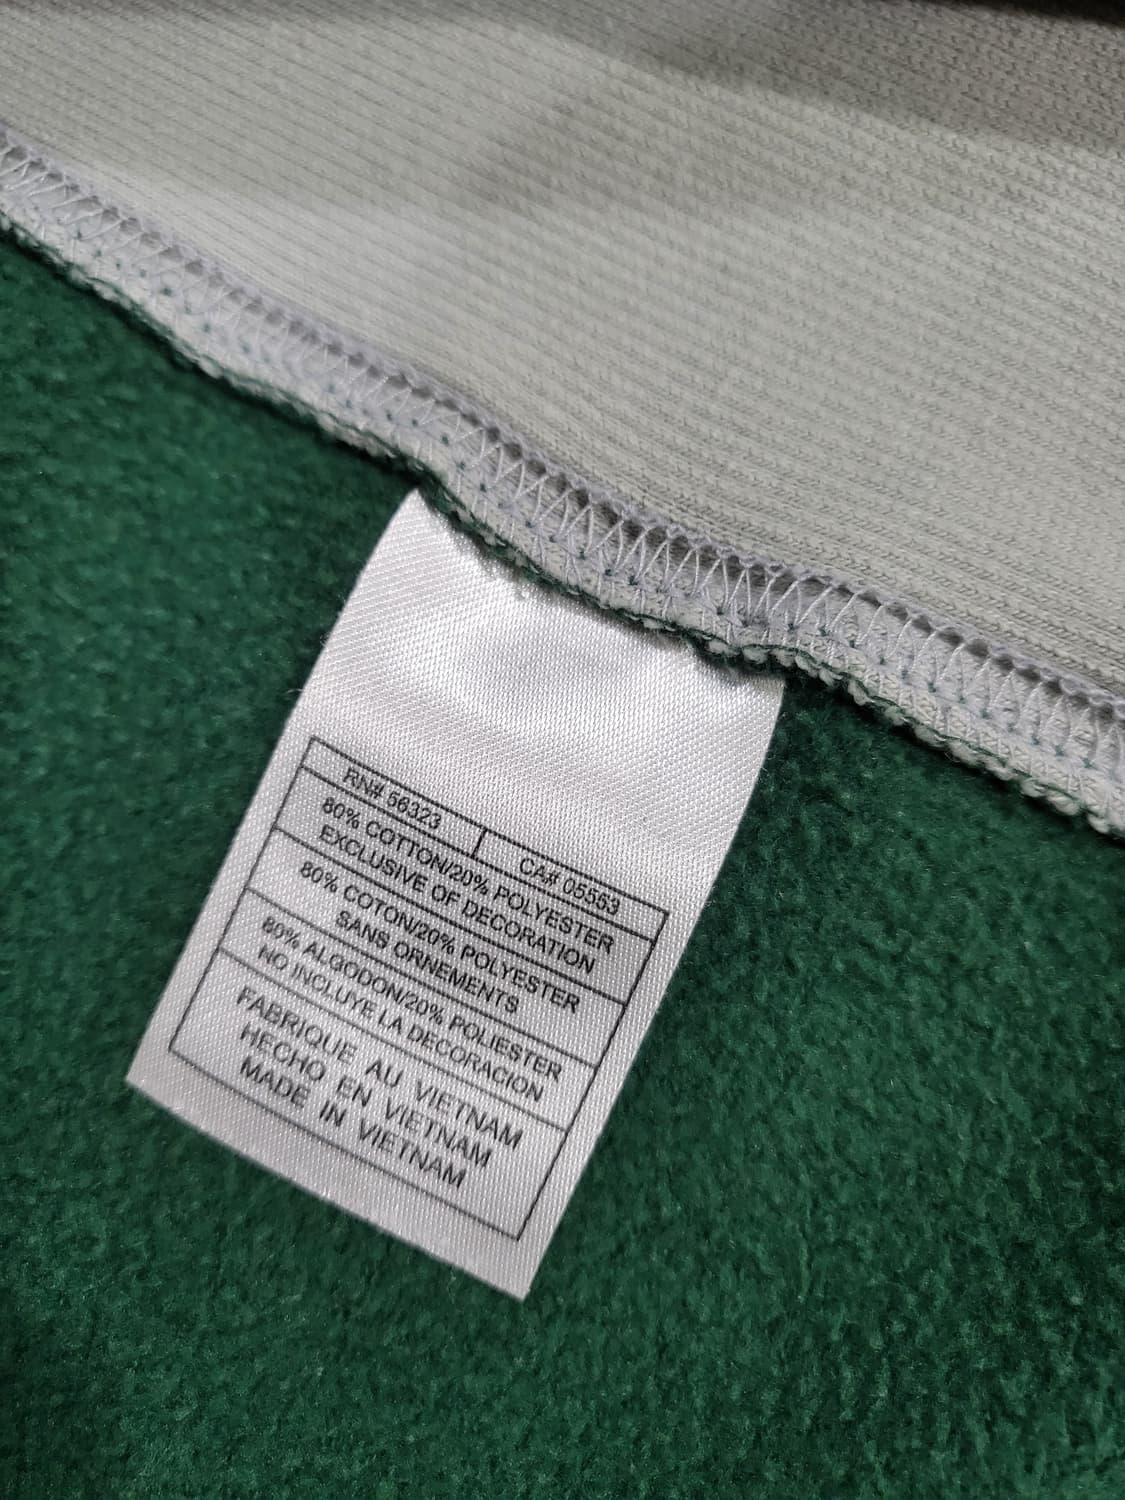 RN# 56323 CA# 05553
80% COTTON/20% POLYESTER
EXCLUSIVE OF DECORATION
80% COTON/20% POLYESTER
SANS ORNEMENTS
80% ALGODON/20% POLIESTER
NO INCLUYE LA DECORACION
FABRIQUE AU VIETNAM
HECHO EN VIETNAM
MADE IN VIETNAM